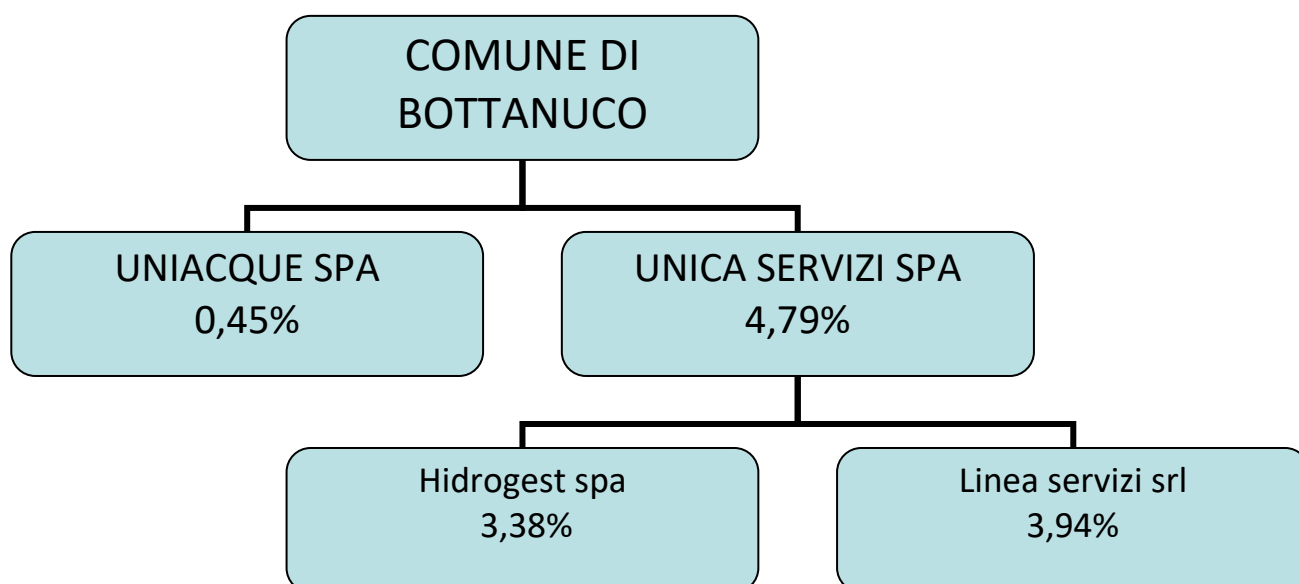 COMUNE DI
BOTTANUCO
UNIACQUE SPA
0,45%
UNICA SERVIZI SPA
4,79%
Hidrogest spa
3,38%
Linea servizi srl
3,94%